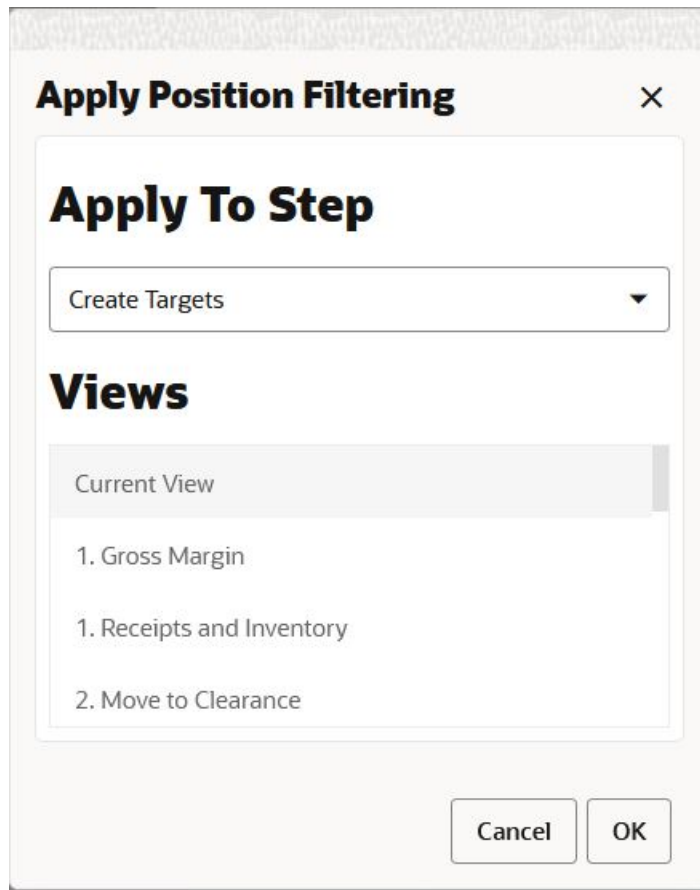 Apply Position Filtering
Apply To Step
Create Targets
Views
Current View
1. Gross Margin
1. Receipts and Inventory
2. Move to Clearance
Cancel OK